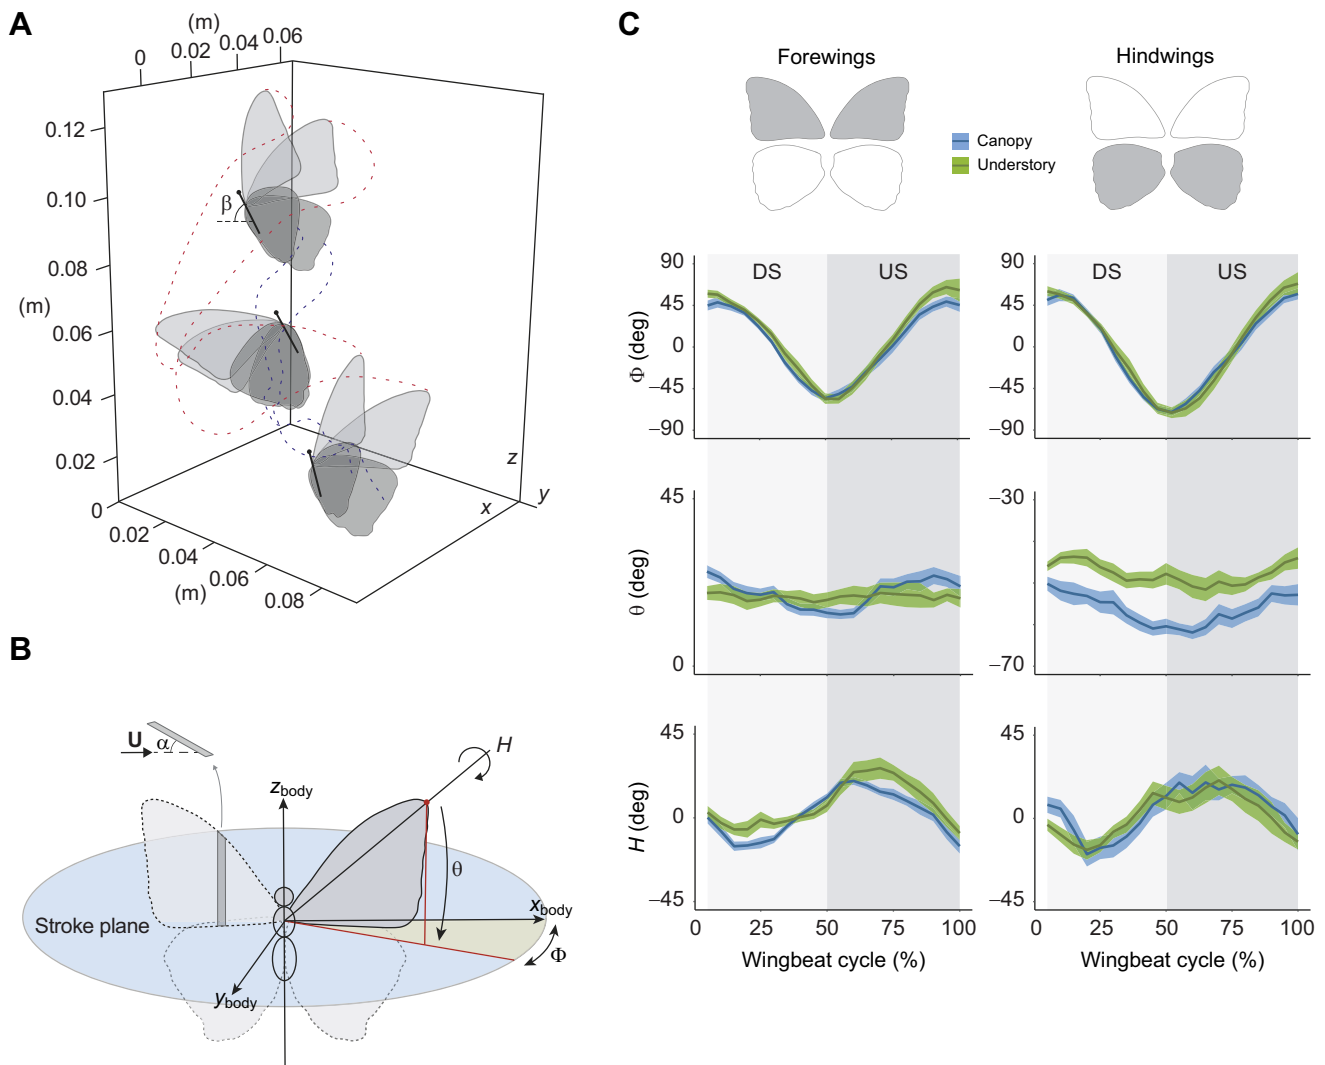 A
(m)
0
0.02
0.04
0.06
0.12
0.10
0.08
(m)
0.06
0.04
0.02
0
0.02
0.04
(m)
0.06
0.08
β
z
y
x
B
U
α
H
z body
θ
x body
Φ
Stroke plane
y body
C
Forewings
Hindwings
Canopy
Understory
90
45
0
−45
−90
Φ (deg)
DS
US
90
45
0
−45
−90
DS
US
45
0
θ (deg)
−30
−70
45
0
−45
H (deg)
45
0
−45
0
25
50
75
100
Wingbeat cycle (%)
0
25
50
75
100
Wingbeat cycle (%)